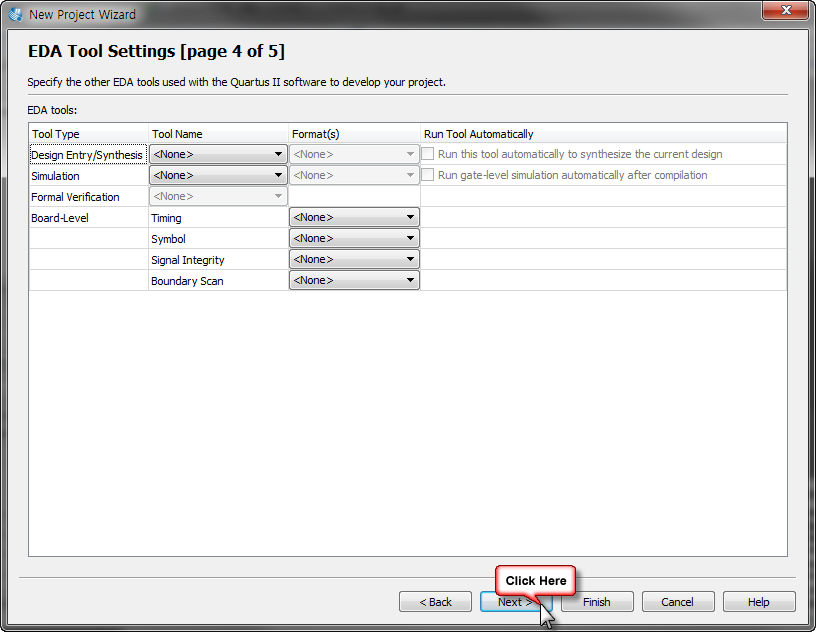 New Project Wizard
EDA Tool Settings [page 4 of 5]
Specify the other EDA tools used with the Quartus II software to develop your project.
EDA tools:
Tool Type Tool Name Format(s) Run Tool Automatically
Design Entry/Synthesis <None> <None> Run this tool automatically to synthesize the current design
Simulation <None> <None> Run gate-level simulation automatically after compilation
Formal Verification <None>
Board-Level Timing <None>
Symbol <None>
Signal Integrity <None>
Boundary Scan <None>
Click Here
< Back Next > Finish Cancel Help